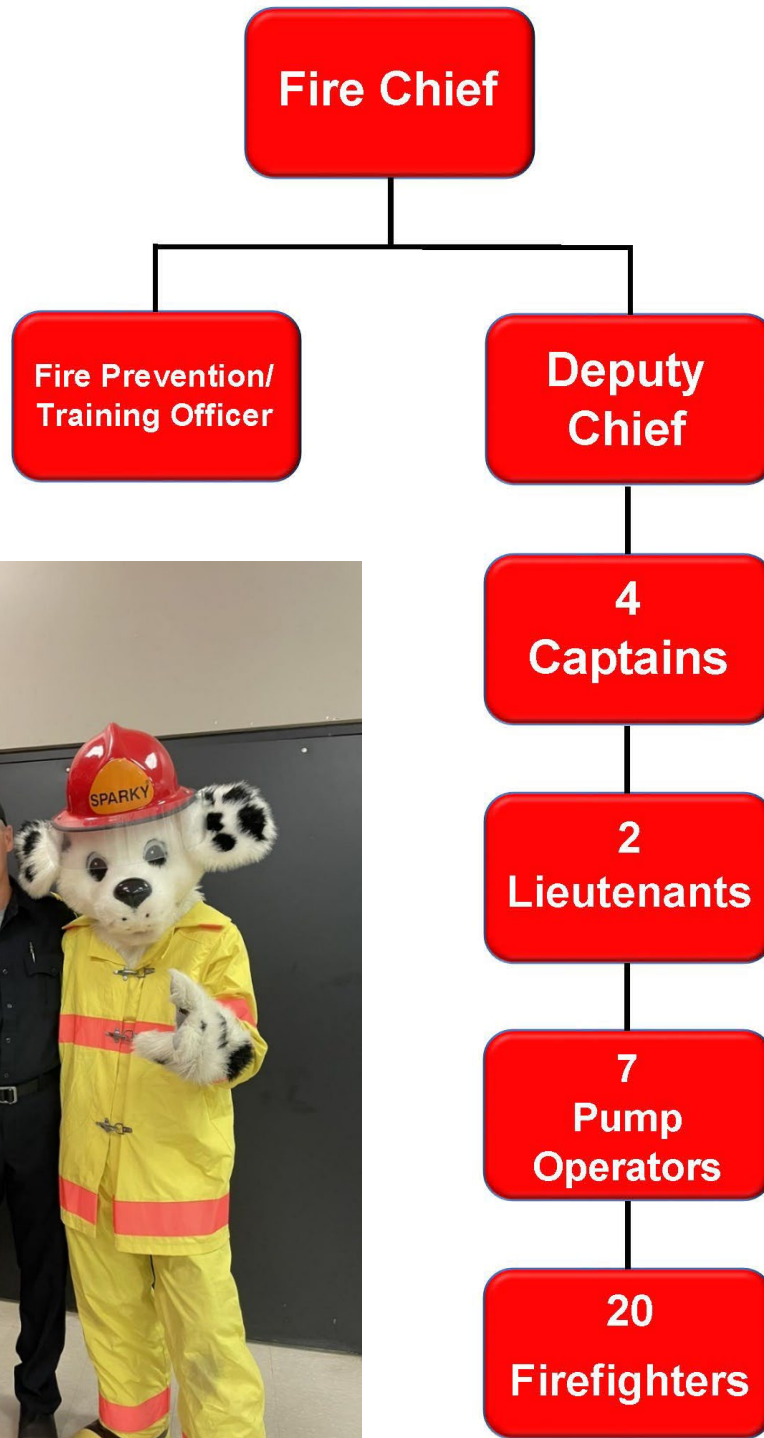 Fire Chief
Fire Prevention/
Training Officer
Deputy
Chief
4
Captains
2
Lieutenants
7
Pump
Operators
20
Firefighters
SPARKY